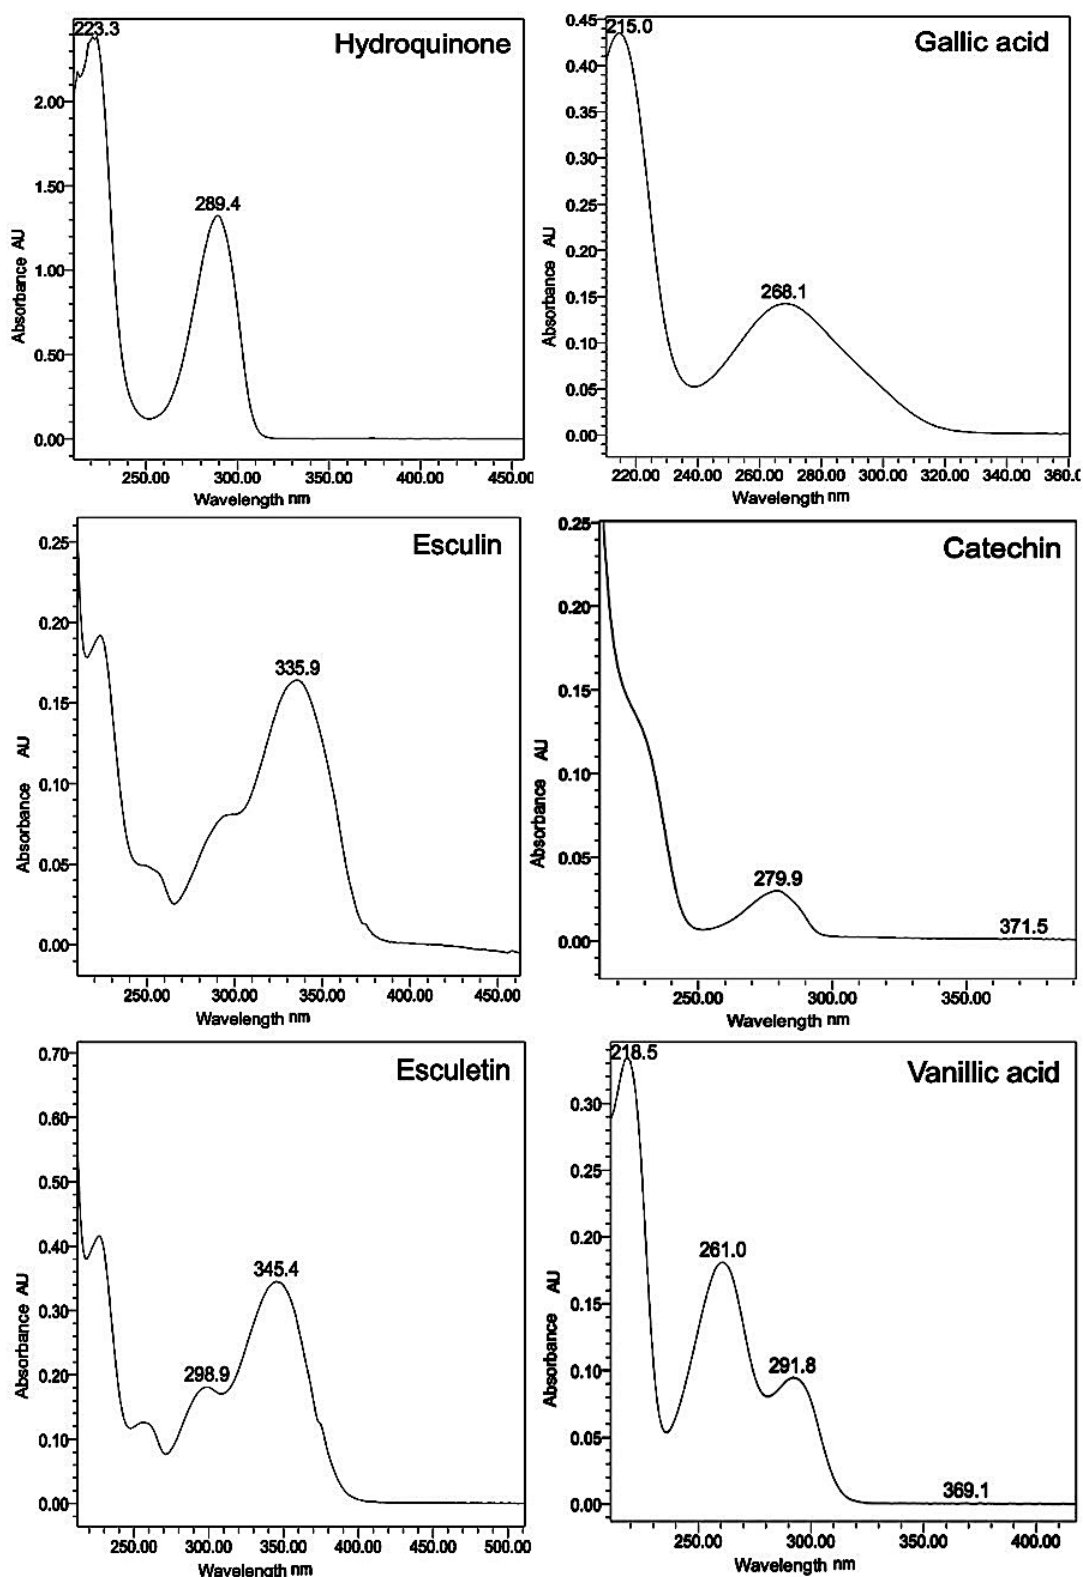 Hydroquinone
223.3
289.4
2.00
1.50
1.00
0.50
0.00
Absorbance AU
250.00 300.00 350.00 400.00 450.00
Wavelength nm
Gallic acid
215.0
268.1
0.45
0.40
0.35
0.30
0.25
0.20
0.15
0.10
0.05
0.00
Absorbance AU
220.00 240.00 260.00 280.00 300.00 320.00 340.00 360.0
Wavelength nm
Esculin
335.9
0.25
0.20
0.15
0.10
0.05
0.00
Absorbance AU
250.00 300.00 350.00 400.00 450.00
Wavelength nm
Catechin
279.9
371.5
0.25
0.20
0.15
0.10
0.05
0.00
Absorbance AU
250.00 300.00 350.00
Wavelength nm
Esculetin
298.9
345.4
0.70
0.60
0.50
0.40
0.30
0.20
0.10
0.00
Absorbance AU
250.00 300.00 350.00 400.00 450.00 500.00
Wavelength nm
Vanillic acid
218.5
261.0
291.8
369.1
0.30
0.25
0.20
0.15
0.10
0.05
0.00
Absorbance AU
250.00 300.00 350.00 400.00
Wavelength nm